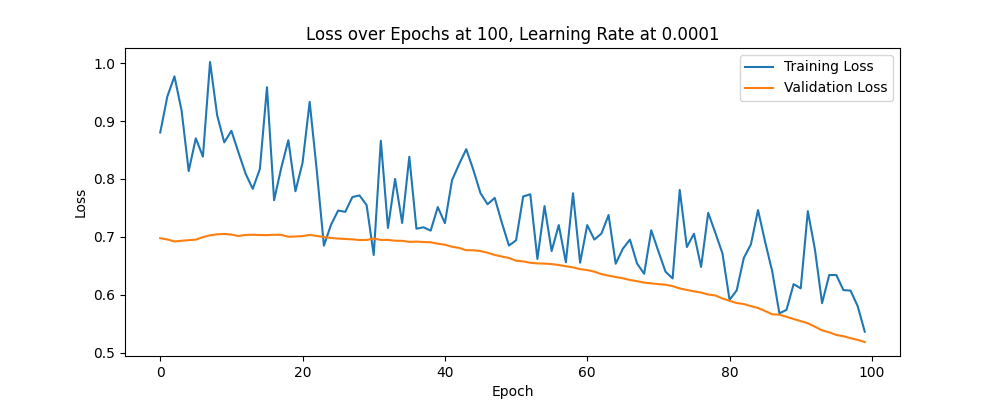 Loss over Epochs at 100, Learning Rate at 0.0001
Training Loss
Validation Loss
1.0
0.9
0.8
0.7
0.6
0.5
Loss
0 20 40 60 80 100
Epoch